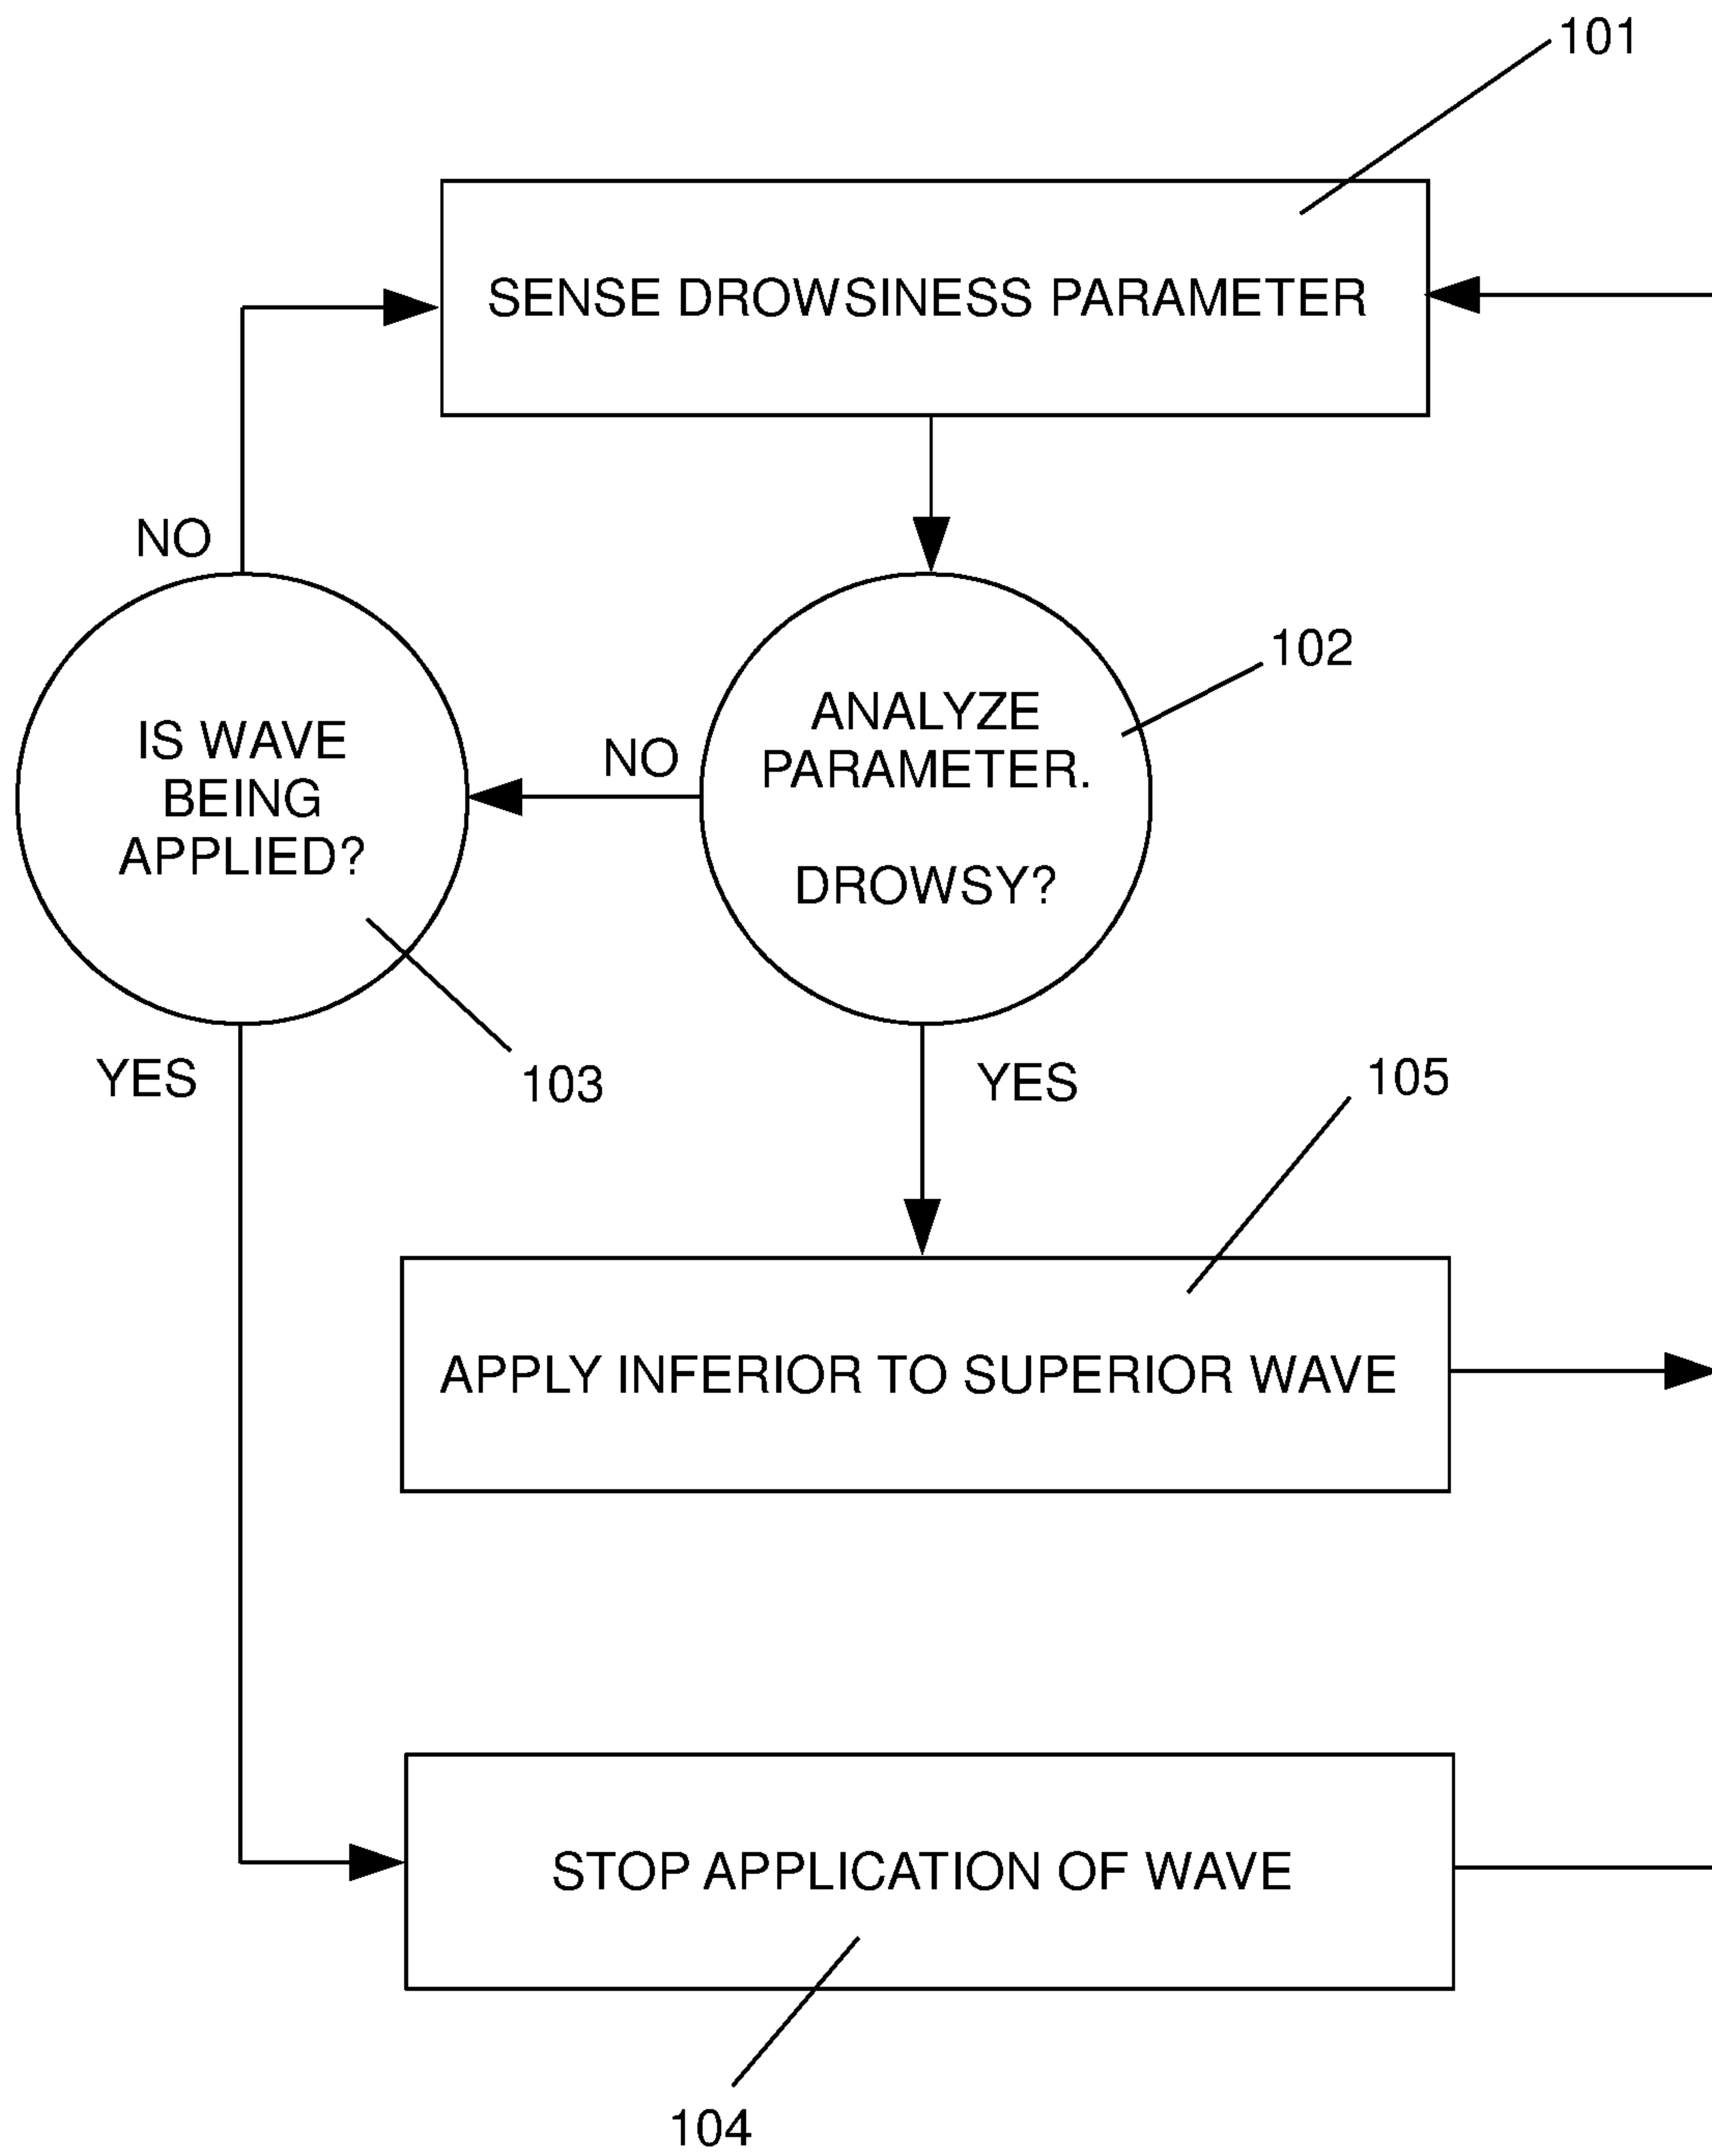 101
SENSE DROWSINESS PARAMETER
NO
102
ANALYZE
PARAMETER.
DROWSY?
NO
IS WAVE
BEING
APPLIED?
YES
103
YES
105
APPLY INFERIOR TO SUPERIOR WAVE
STOP APPLICATION OF WAVE
104